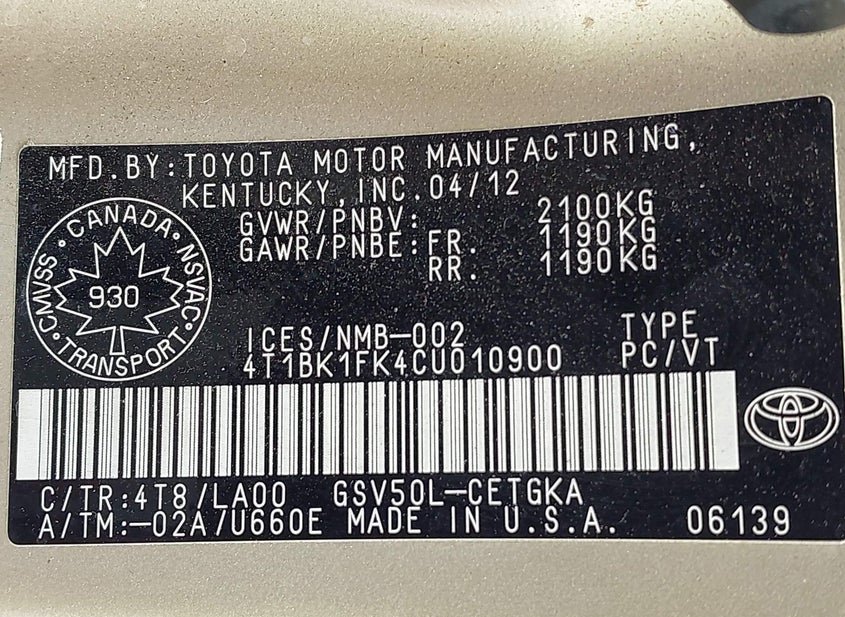 MFD.BY:TOYOTA MOTOR MANUFACTURING,
KENTUCKY,INC.04/12
GVWR/PNBV: 2100KG
GAWR/PNBE:FR. 1190KG
RR. 1190KG
CMVSS · CANADA · NSVAC · TRANSPORT ·
930
ICES/NMB-002 TYPE
4T1BK1FK4CU010900 PC/VT
C/TR:4T8/LA00 GSV50L-CETGKA
A/TM:-02A/U660E MADE IN U.S.A. 06139